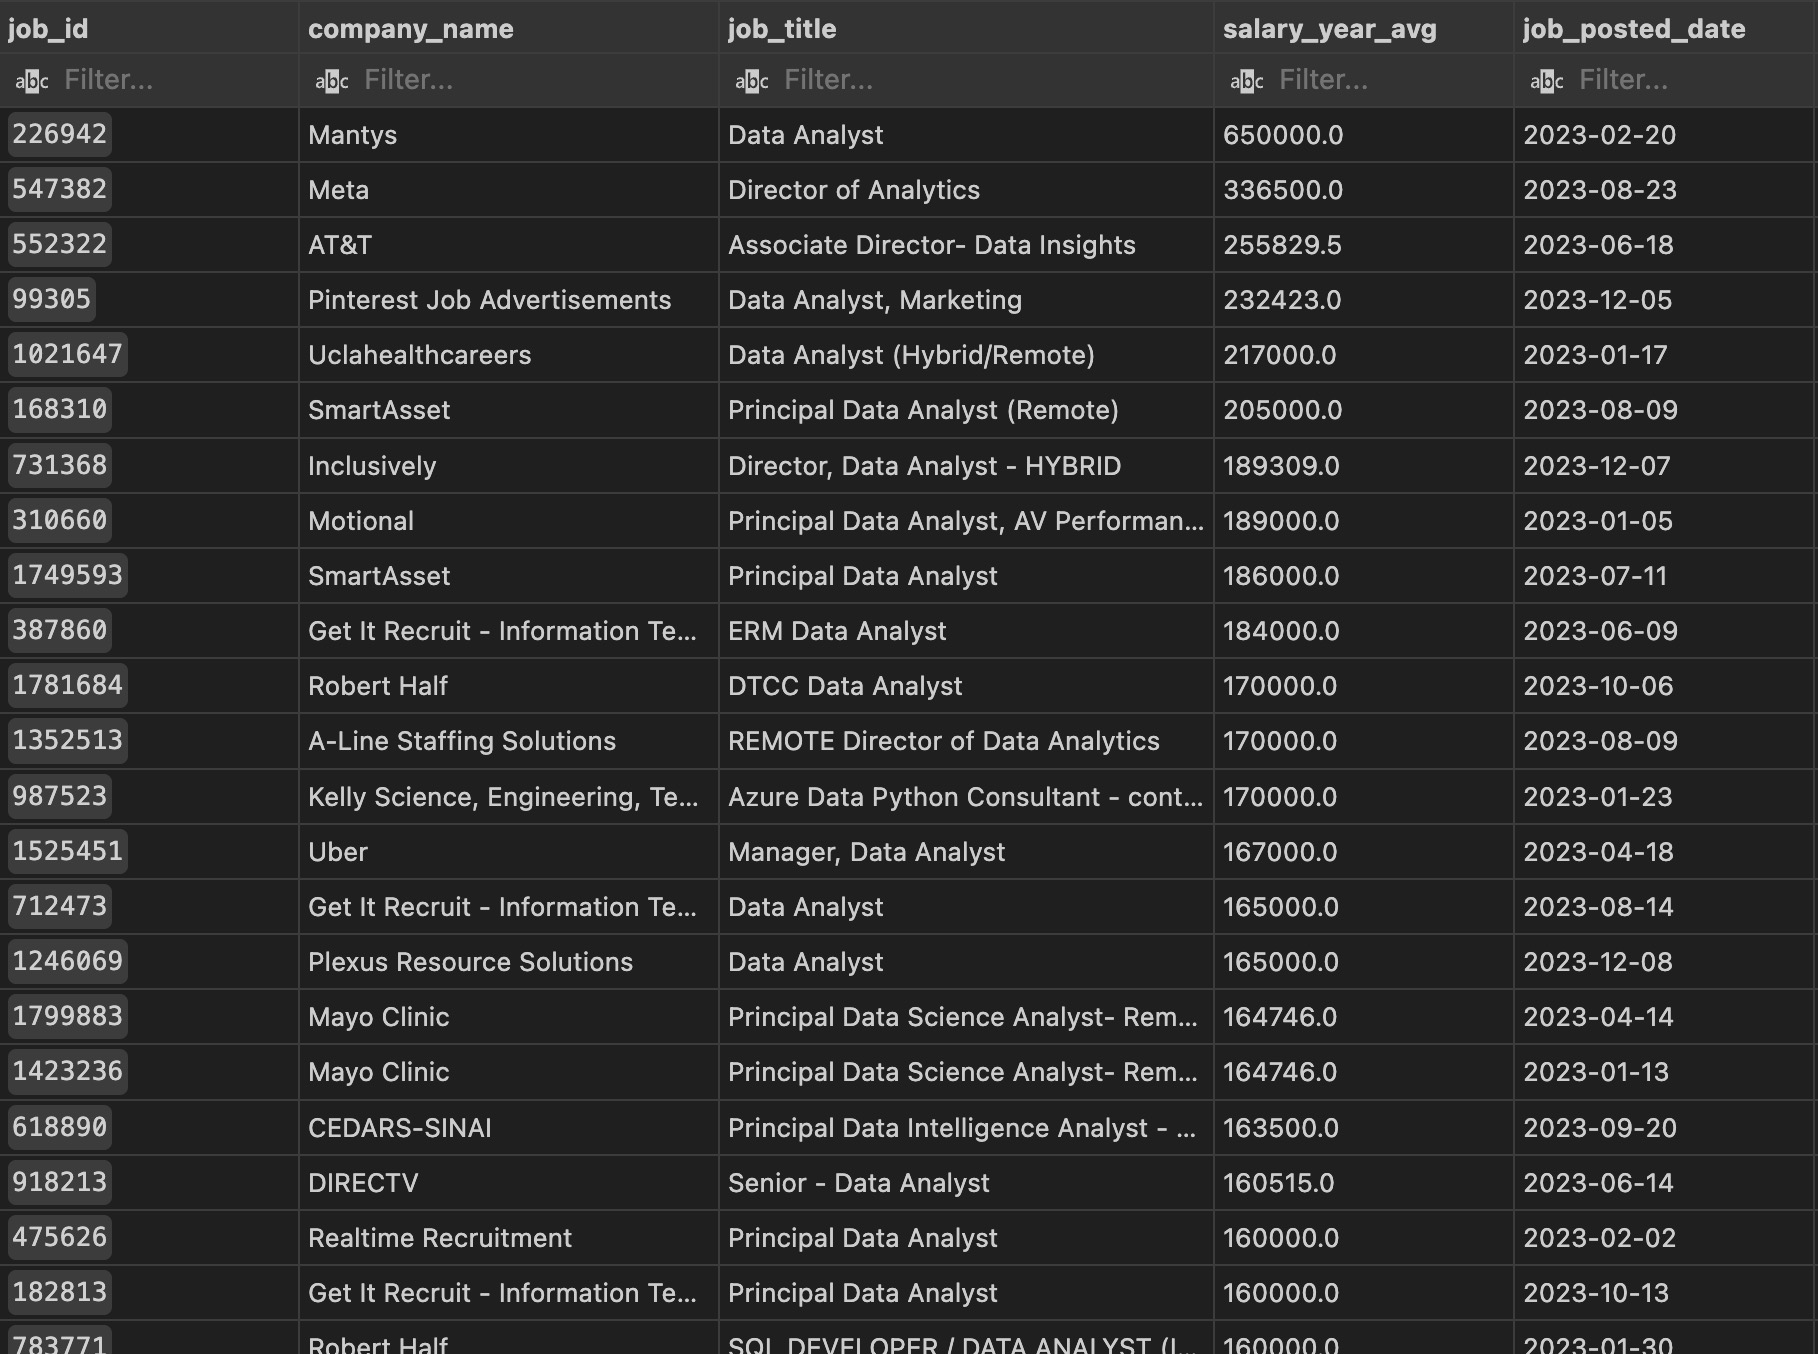 job_id company_name job_title salary_year_avg job_posted_date
abc Filter... abc Filter... abc Filter... abc Filter... abc Filter...
226942 Mantys Data Analyst 650000.0 2023-02-20
547382 Meta Director of Analytics 336500.0 2023-08-23
552322 AT&T Associate Director- Data Insights 255829.5 2023-06-18
99305 Pinterest Job Advertisements Data Analyst, Marketing 232423.0 2023-12-05
1021647 Uclahealthcareers Data Analyst (Hybrid/Remote) 217000.0 2023-01-17
168310 SmartAsset Principal Data Analyst (Remote) 205000.0 2023-08-09
731368 Inclusively Director, Data Analyst - HYBRID 189309.0 2023-12-07
310660 Motional Principal Data Analyst, AV Performan... 189000.0 2023-01-05
1749593 SmartAsset Principal Data Analyst 186000.0 2023-07-11
387860 Get It Recruit - Information Te... ERM Data Analyst 184000.0 2023-06-09
1781684 Robert Half DTCC Data Analyst 170000.0 2023-10-06
1352513 A-Line Staffing Solutions REMOTE Director of Data Analytics 170000.0 2023-08-09
987523 Kelly Science, Engineering, Te... Azure Data Python Consultant - cont... 170000.0 2023-01-23
1525451 Uber Manager, Data Analyst 167000.0 2023-04-18
712473 Get It Recruit - Information Te... Data Analyst 165000.0 2023-08-14
1246069 Plexus Resource Solutions Data Analyst 165000.0 2023-12-08
1799883 Mayo Clinic Principal Data Science Analyst- Rem... 164746.0 2023-04-14
1423236 Mayo Clinic Principal Data Science Analyst- Rem... 164746.0 2023-01-13
618890 CEDARS-SINAI Principal Data Intelligence Analyst - ... 163500.0 2023-09-20
918213 DIRECTV Senior - Data Analyst 160515.0 2023-06-14
475626 Realtime Recruitment Principal Data Analyst 160000.0 2023-02-02
182813 Get It Recruit - Information Te... Principal Data Analyst 160000.0 2023-10-13
783771 Robert Half SQL DEVELOPER / DATA ANALYST (I... 160000.0 2023-01-30